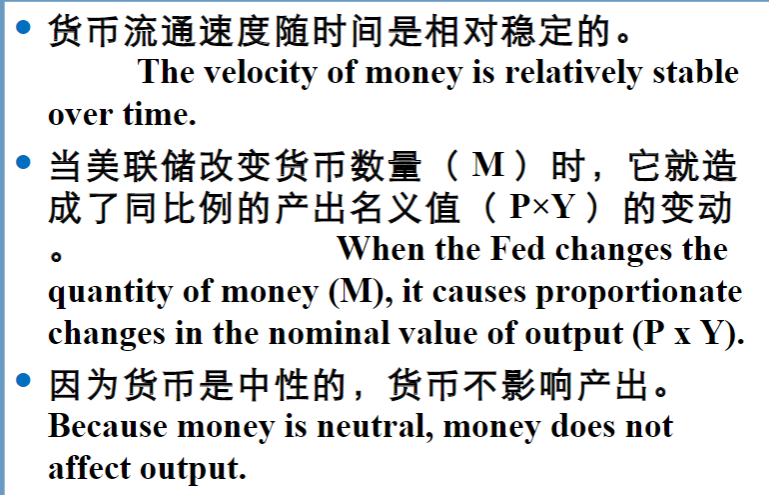 • 货币流通速度随时间是相对稳定的。
The velocity of money is relatively stable
over time.
• 当美联储改变货币数量（ M ）时，它就造
成了同比例的产出名义值（ P×Y ）的变动
。 When the Fed changes the
quantity of money (M), it causes proportionate
changes in the nominal value of output (P x Y).
• 因为货币是中性的，货币不影响产出。
Because money is neutral, money does not
affect output.